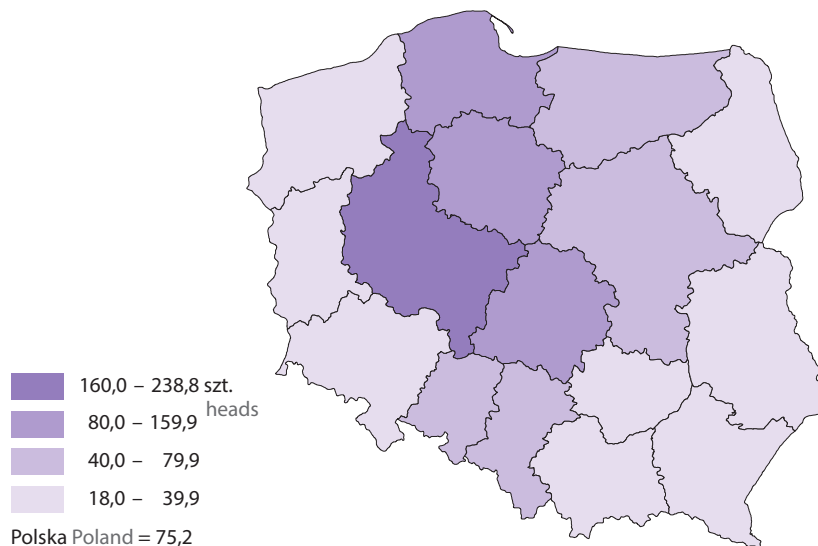 160,0 – 238,8 szt.
heads
80,0 – 159,9
40,0 – 79,9
18,0 – 39,9
Polska Poland = 75,2